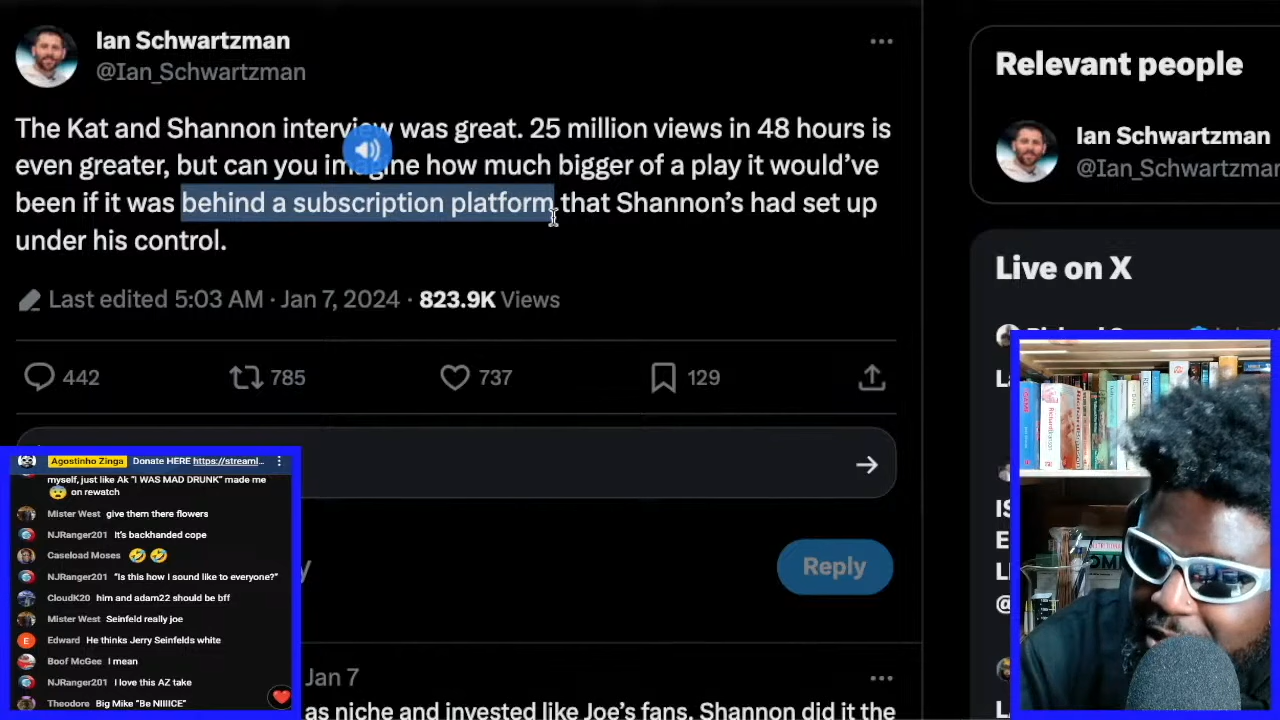 Ian Schwartzman
@Ian_Schwartzman
The Kat and Shannon interview was great. 25 million views in 48 hours is
even greater, but can you imagine how much bigger of a play it would've
been if it was behind a subscription platform that Shannon's had set up
under his control.
Last edited 5:03 AM · Jan 7, 2024 · 823.9K Views
442 785 737 129
Reply
Jan 7
as niche and invested like Joe's fans. Shannon did it the
Relevant people
Ian Schwartzman
@Ian_Schwartzman
Live on X
Agostinho Zinga Donate HERE https://streaml...
myself, just like Ak "I WAS MAD DRUNK" made me
😨 on rewatch
Mister West give them there flowers
NJRanger201 It's backhanded cope
Caseload Moses 🤣 🤣
NJRanger201 "Is this how I sound like to everyone?"
CloudK20 him and adam22 should be bff
Mister West Seinfeld really joe
Edward He thinks Jerry Seinfelds white
Boof McGee I mean
NJRanger201 I love this AZ take
Theodore Big Mike "Be NIIIICE"